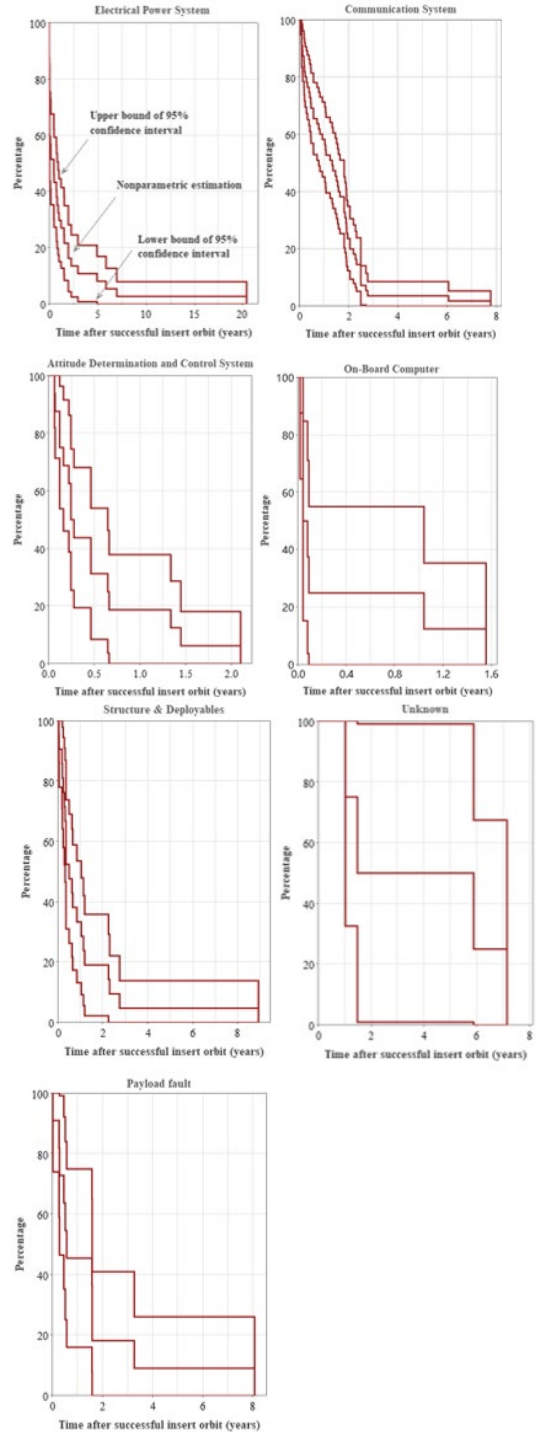 Electrical Power System
100
80
60
40
20
0
Percentage
Upper bound of 95%
confidence interval
Nonparametric estimation
Lower bound of 95%
confidence interval
0 5 10 15 20
Time after successful insert orbit (years)
Communication System
100
80
60
40
20
0
Percentage
0 2 4 6 8
Time after successful insert orbit (years)
Attitude Determination and Control System
100
80
60
40
20
0
Percentage
0.0 0.5 1.0 1.5 2.0
Time after successful insert orbit (years)
On-Board Computer
100
80
60
40
20
0
Percentage
0.0 0.4 0.8 1.2 1.6
Time after successful insert orbit (years)
Structure & Deployables
100
80
60
40
20
0
Percentage
0 2 4 6 8
Time after successful insert orbit (years)
Unknown
100
80
60
40
20
0
Percentage
0 2 4 6 8
Time after successful insert orbit (years)
Payload fault
100
80
60
40
20
0
Percentage
0 2 4 6 8
Time after successful insert orbit (years)